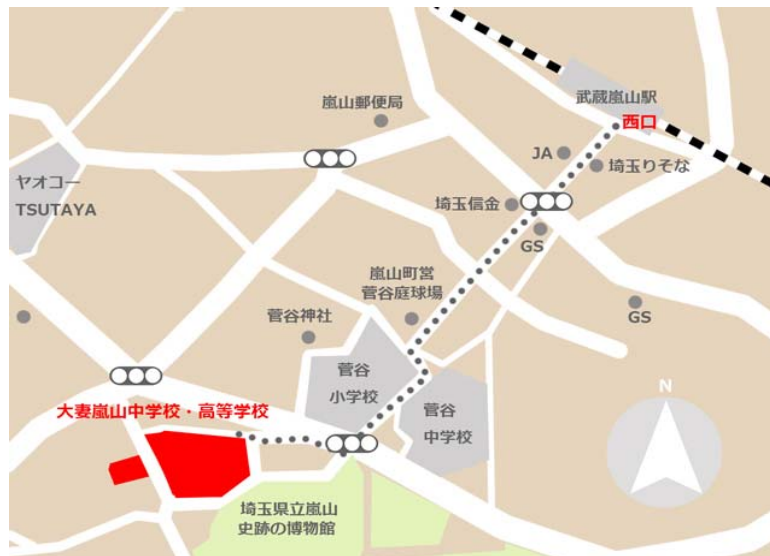 嵐山郵便局
武蔵嵐山駅
西口
JA
埼玉りそな
ヤオコー
TSUTAYA
埼玉信金
GS
嵐山町営
菅谷庭球場
菅谷神社
GS
菅谷
小学校
大妻嵐山中学校・高等学校
菅谷
中学校
N
埼玉県立嵐山
史跡の博物館